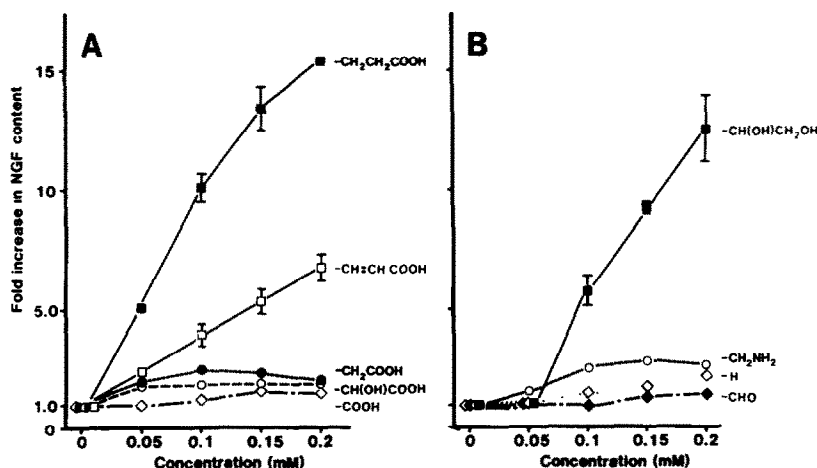 A
B
Fold increase in NGF content
15
10
5.0
1.0
0
-CH₂CH₂COOH
-CH=CH COOH
-CH₂COOH
-CH(OH)COOH
-COOH
0 0.05 0.1 0.15 0.2
Concentration (mM)
-CH(OH)CH₂OH
-CH₂NH₂
-H
-CHO
0 0.05 0.1 0.15 0.2
Concentration (mM)